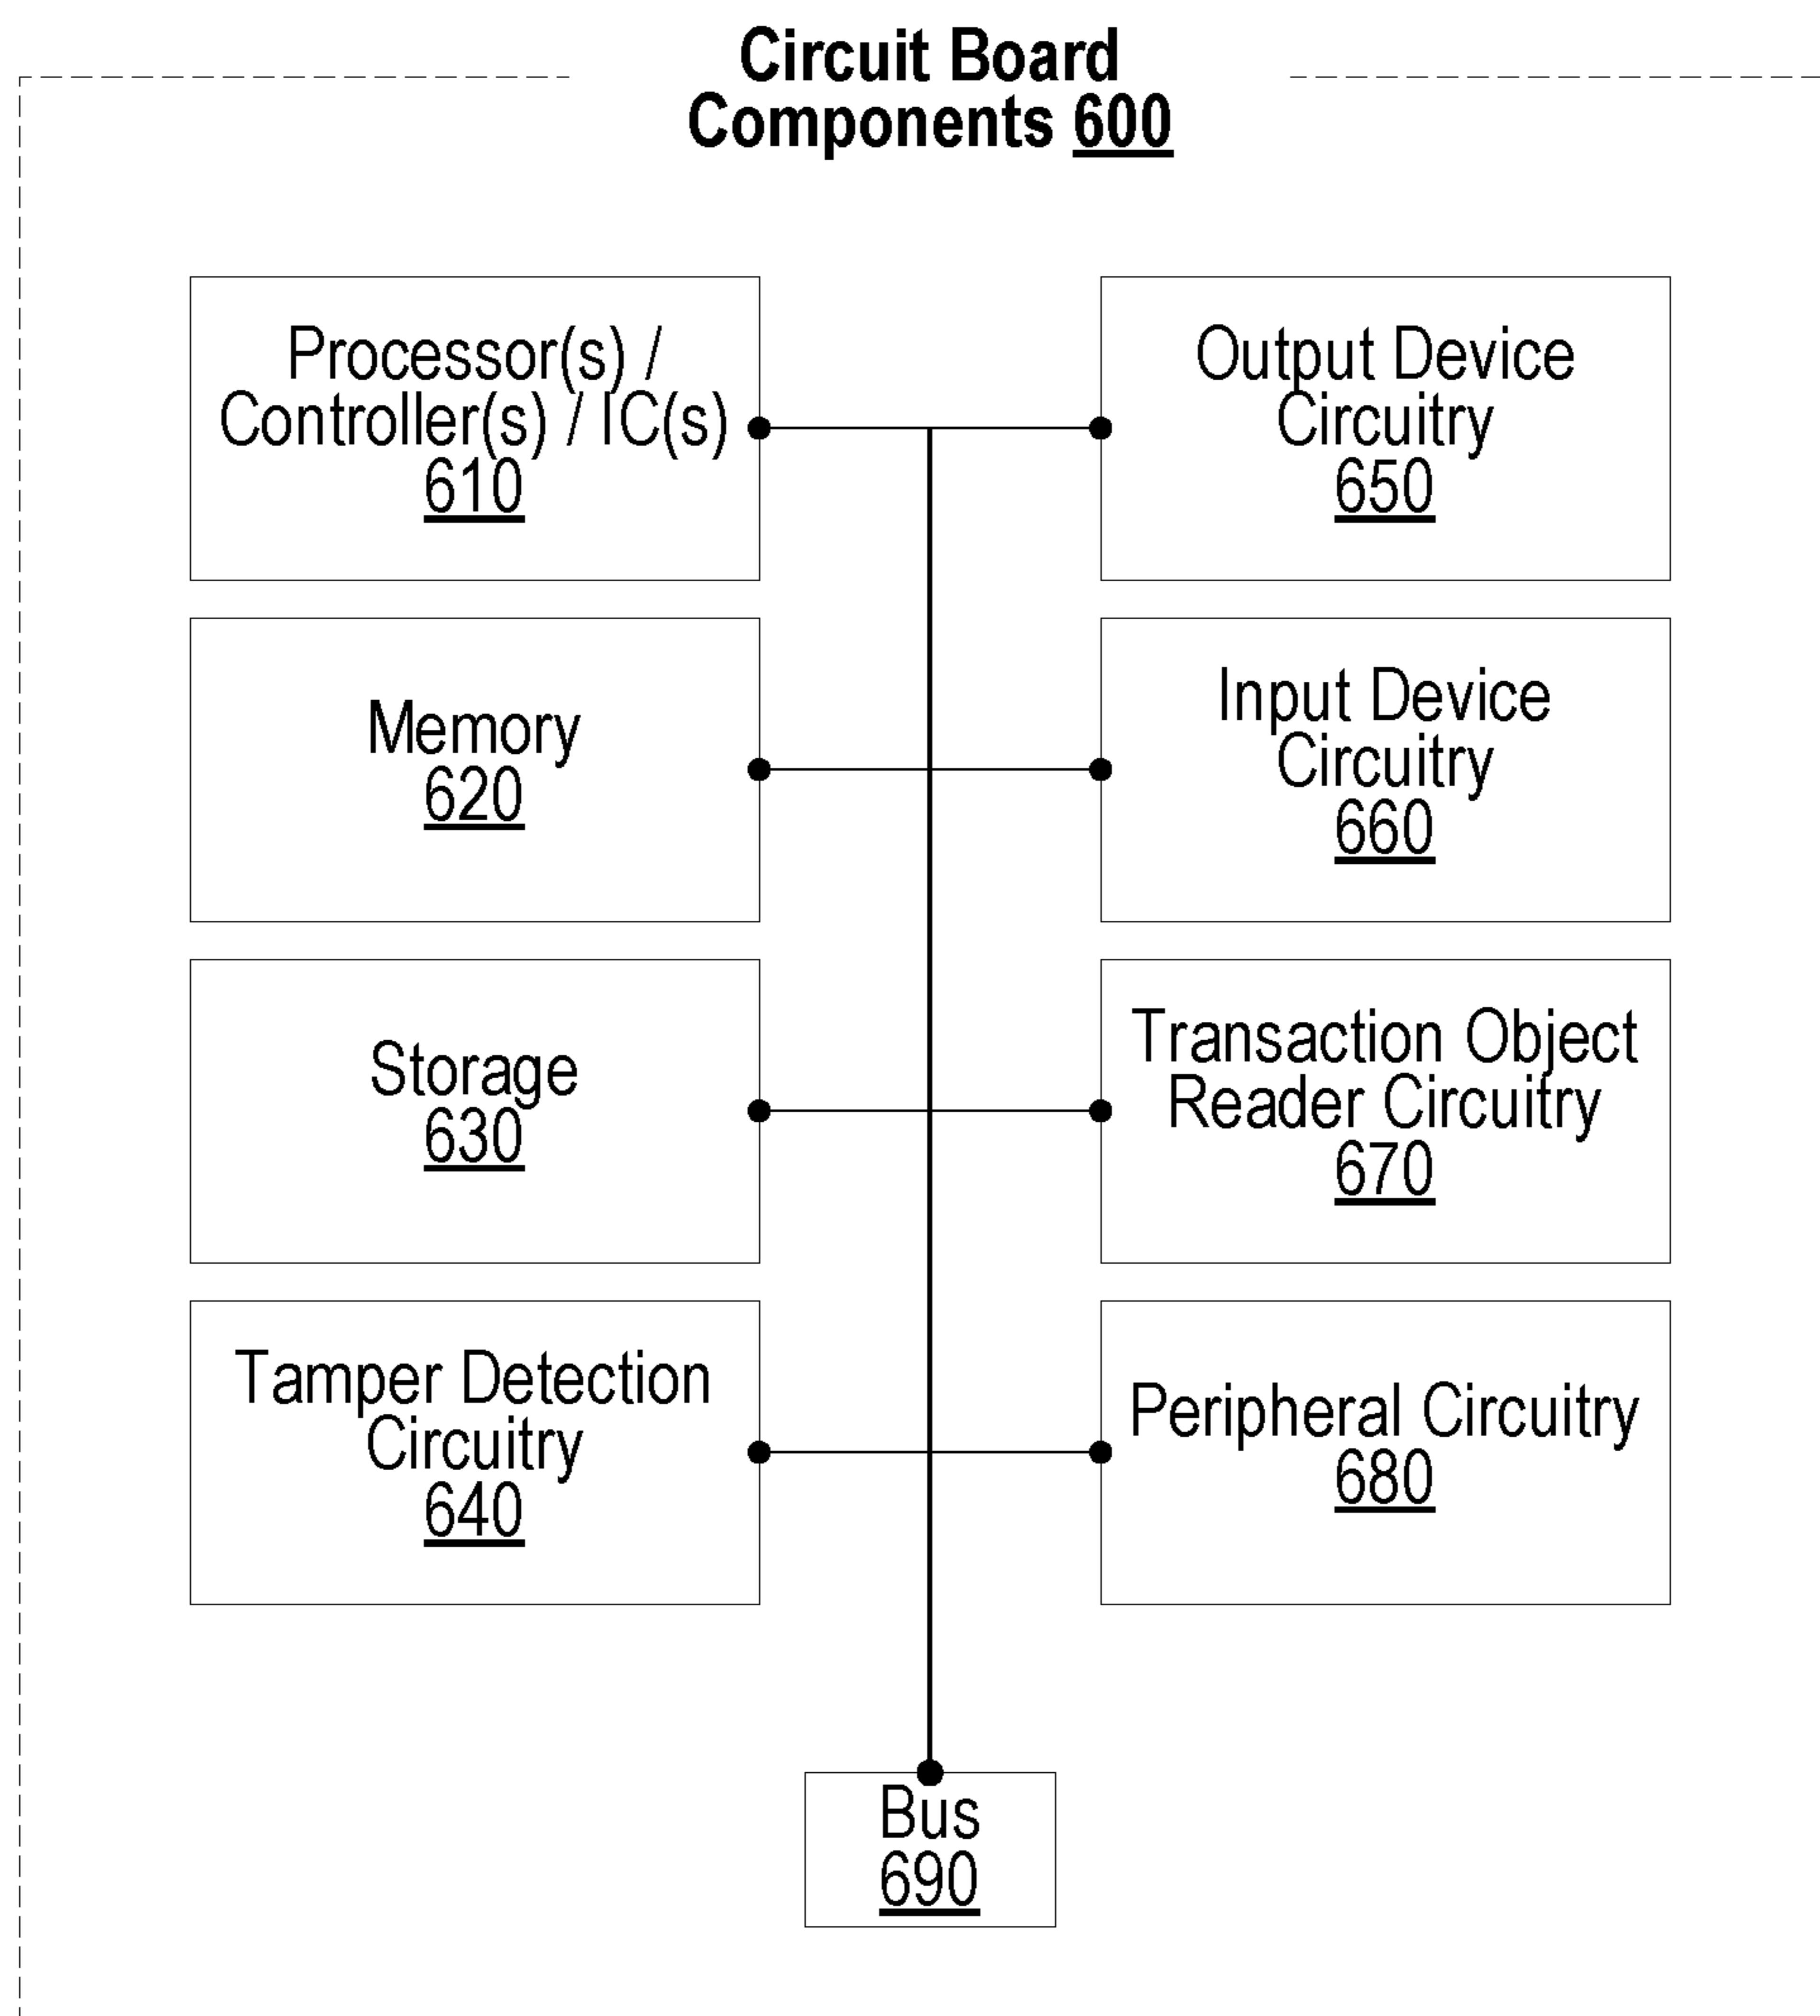 Circuit Board
Components 600
Processor(s) /
Controller(s) / IC(s)
610
Output Device
Circuitry
650
Memory
620
Input Device
Circuitry
660
Storage
630
Transaction Object
Reader Circuitry
670
Tamper Detection
Circuitry
640
Peripheral Circuitry
680
Bus
690